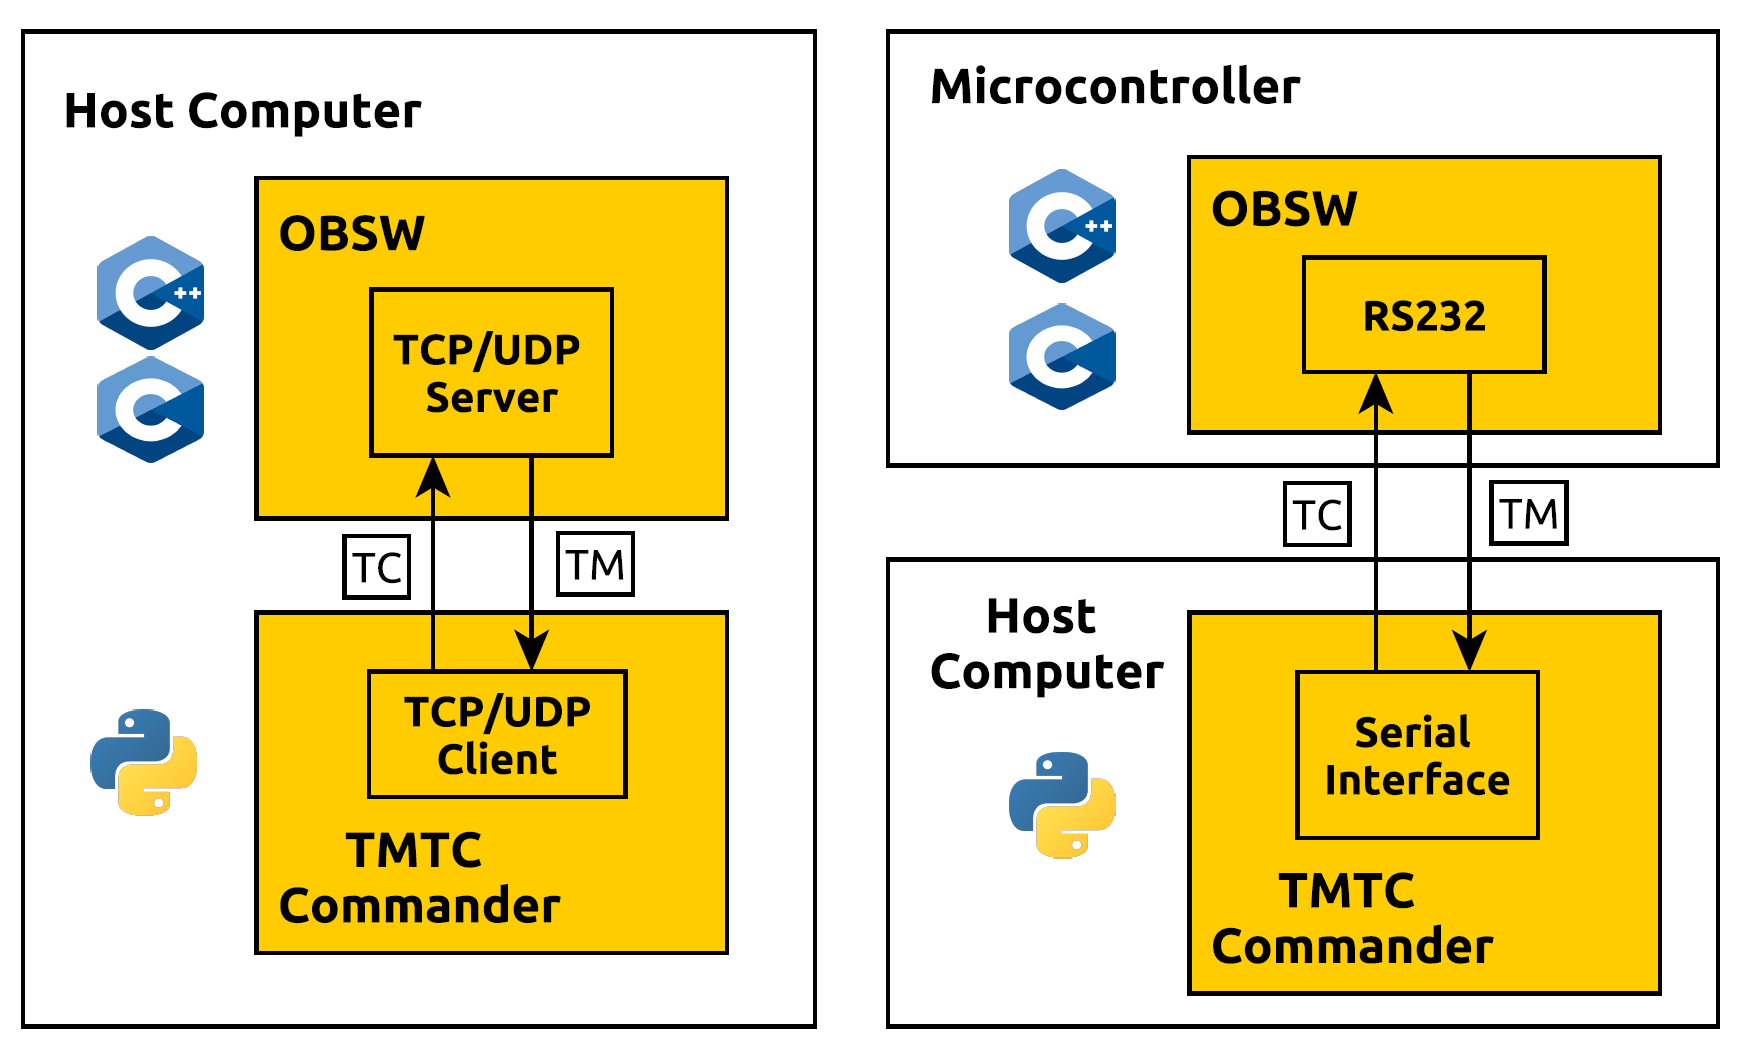 Host Computer
OBSW
++
TCP/UDP
Server
TC
TM
TCP/UDP
Client
TMTC
Commander
Microcontroller
OBSW
++
RS232
TC
TM
Host
Computer
Serial
Interface
TMTC
Commander